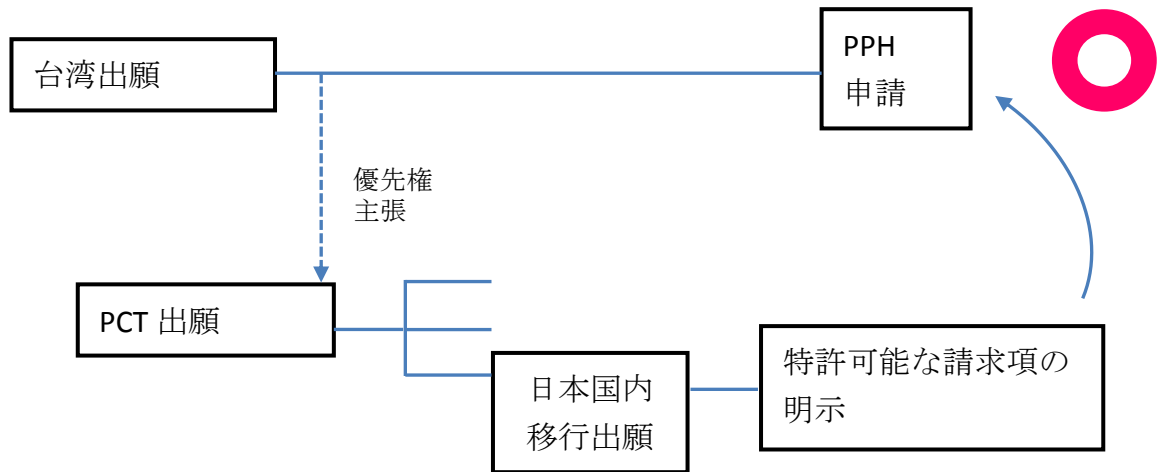 台湾出願
PPH
申請
優先権
主張
PCT 出願
日本国内
移行出願
特許可能な請求項の
明示